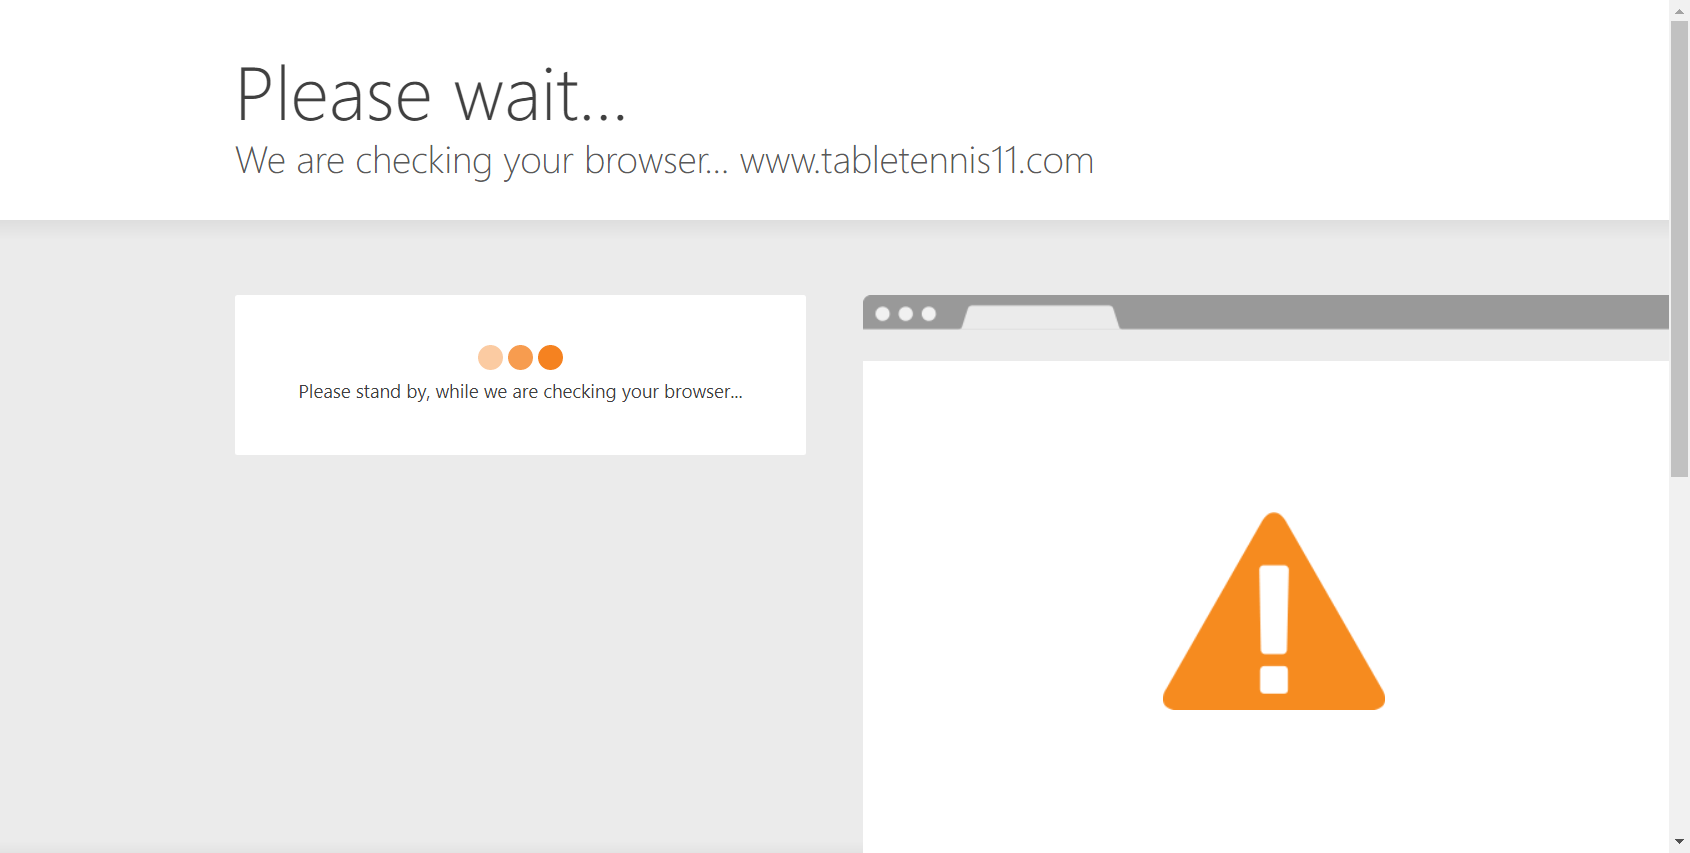 Please wait...
We are checking your browser... www.tabletennis11.com
Please stand by, while we are checking your browser...